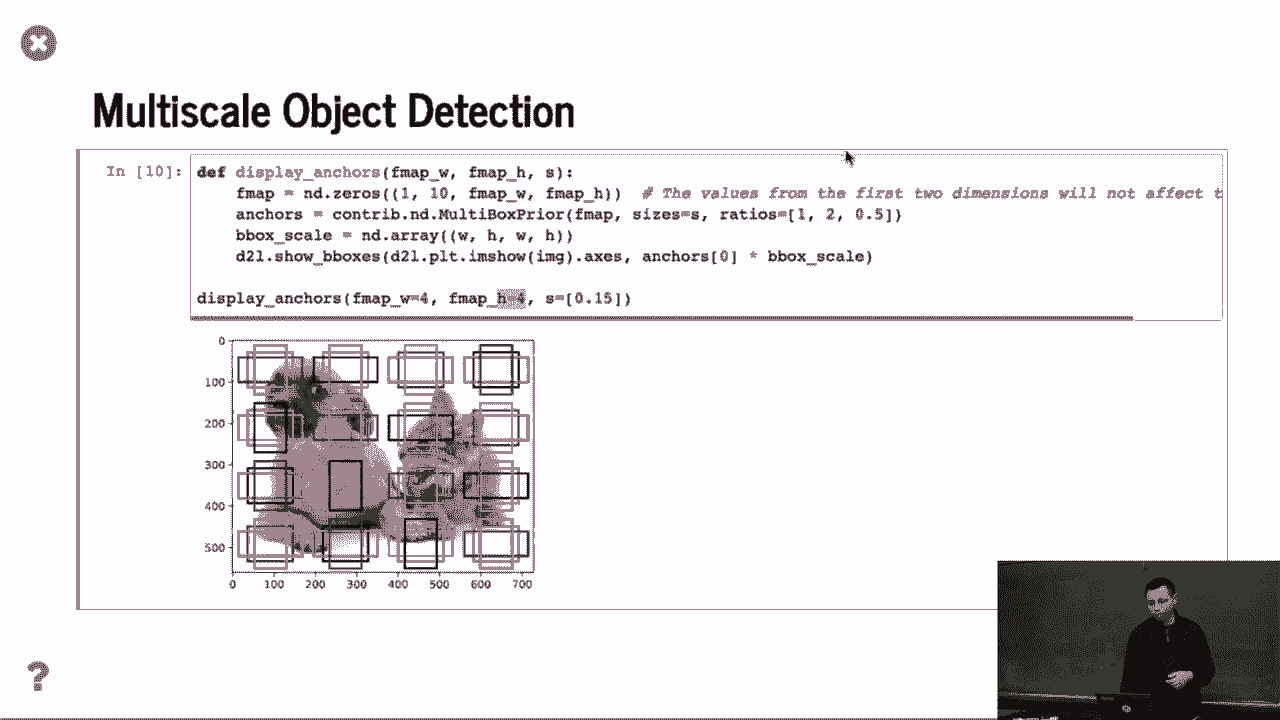 Multiscale Object Detection
In [10]: def display_anchors(fmap_w, fmap_h, s):
fmap = nd.zeros((1, 10, fmap_w, fmap_h)) # The values from the first two dimensions will not affect t
anchors = contrib.nd.MultiBoxPrior(fmap, sizes=s, ratios=[1, 2, 0.5])
bbox_scale = nd.array((w, h, w, h))
d2l.show_bboxes(d2l.plt.imshow(img).axes, anchors[0] * bbox_scale)
display_anchors(fmap_w=4, fmap_h=4, s=[0.15])
0
100
200
300
400
500
0 100 200 300 400 500 600 700
?